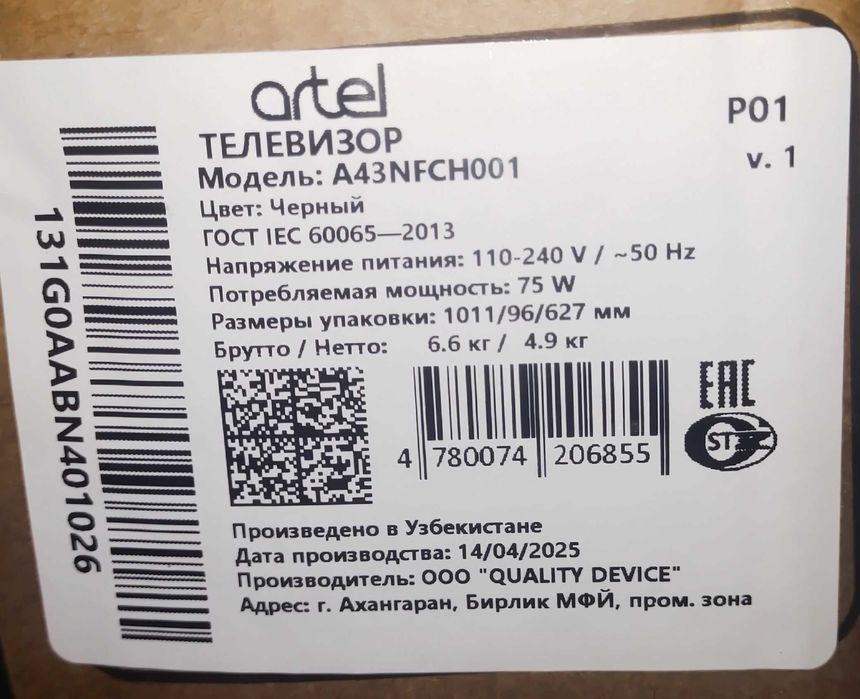 artel
P01
v. 1
ТЕЛЕВИЗОР
Модель: A43NFCH001
Цвет: Черный
ГОСТ IEC 60065—2013
Напряжение питания: 110-240 V / ~50 Hz
Потребляемая мощность: 75 W
Размеры упаковки: 1011/96/627 мм
Брутто / Нетто: 6.6 кг / 4.9 кг
131G0AABN401026
4 780074 206855
EAC
ST
Произведено в Узбекистане
Дата производства: 14/04/2025
Производитель: ООО "QUALITY DEVICE"
Адрес: г. Ахангаран, Бирлик МФЙ, пром. зона